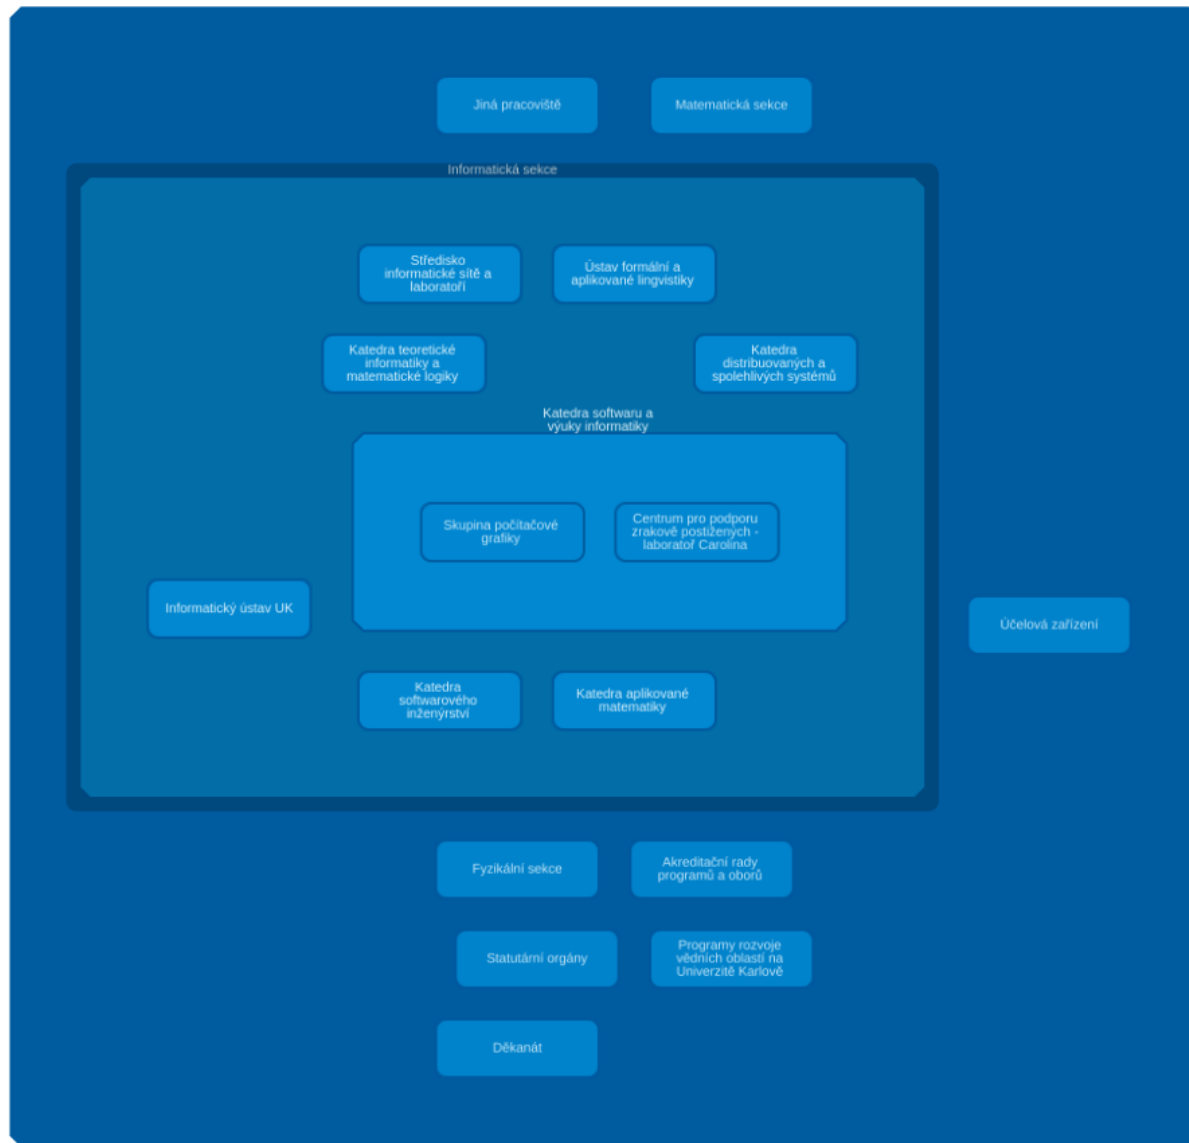 Jiná pracoviště
Matematická sekce
Informatická sekce
Středisko
informatické sítě a
laboratoří
Ústav formální a
aplikované lingvistiky
Katedra teoretické
informatiky a
matematické logiky
Katedra
distribuovaných a
spolehlivých systémů
Katedra softwaru a
výuky informatiky
Skupina počítačové
grafiky
Centrum pro podporu
zrakově postižených -
laboratoř Carolina
Informatický ústav UK
Účelová zařízení
Katedra
softwarového
inženýrství
Katedra aplikované
matematiky
Fyzikální sekce
Akreditační rady
programů a oborů
Statutární orgány
Programy rozvoje
vědních oblastí na
Univerzitě Karlově
Děkanát